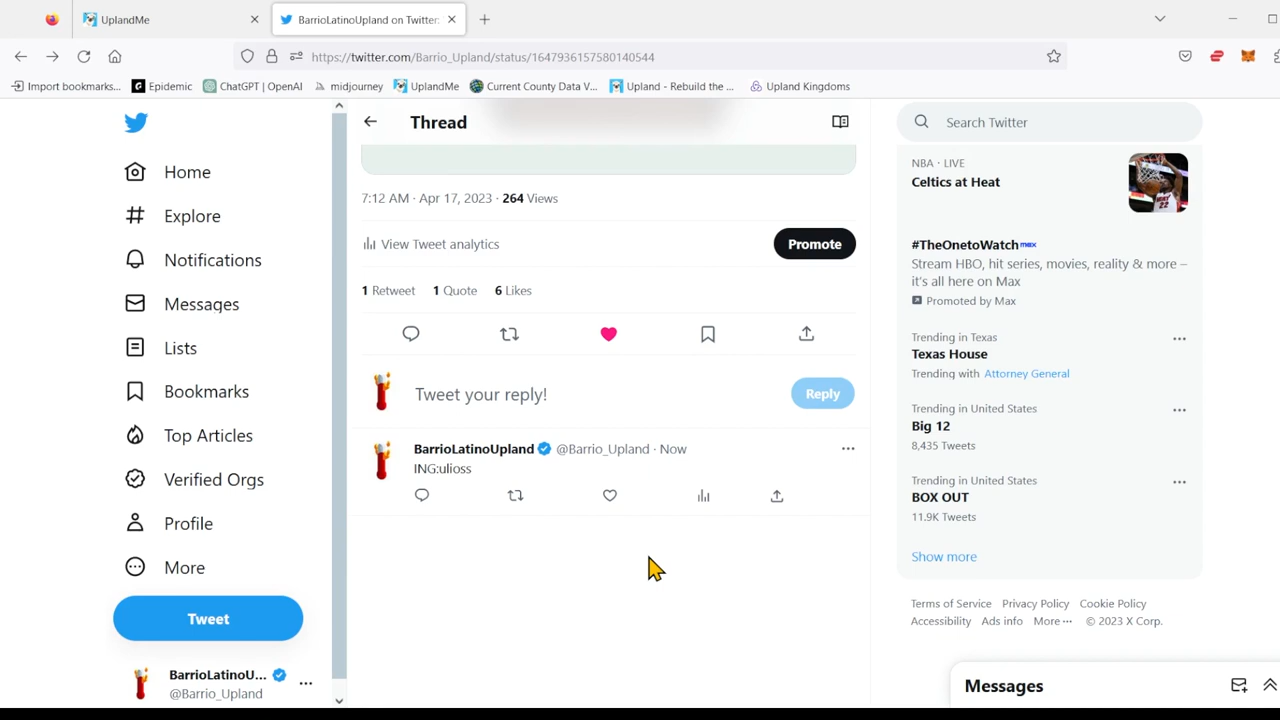 UplandMe
BarrioLatinoUpland on Twitter:
https://twitter.com/Barrio_Upland/status/1647936157580140544
Import bookmarks...
Epidemic
ChatGPT | OpenAI
midjourney
UplandMe
Current County Data V...
Upland - Rebuild the ...
Upland Kingdoms
Home
Explore
Notifications
Messages
Lists
Bookmarks
Top Articles
Verified Orgs
Profile
More
Tweet
BarrioLatinoU...
@Barrio_Upland
Thread
7:12 AM · Apr 17, 2023 · 264 Views
View Tweet analytics
Promote
1 Retweet 1 Quote 6 Likes
Tweet your reply!
Reply
BarrioLatinoUpland @Barrio_Upland · Now
ING:ulioss
Search Twitter
NBA · LIVE
Celtics at Heat
22
#TheOnetoWatch max
Stream HBO, hit series, movies, reality & more –
it's all here on Max
Promoted by Max
Trending in Texas
Texas House
Trending with Attorney General
Trending in United States
Big 12
8,435 Tweets
Trending in United States
BOX OUT
11.9K Tweets
Show more
Terms of Service Privacy Policy Cookie Policy
Accessibility Ads info More ··· © 2023 X Corp.
Messages